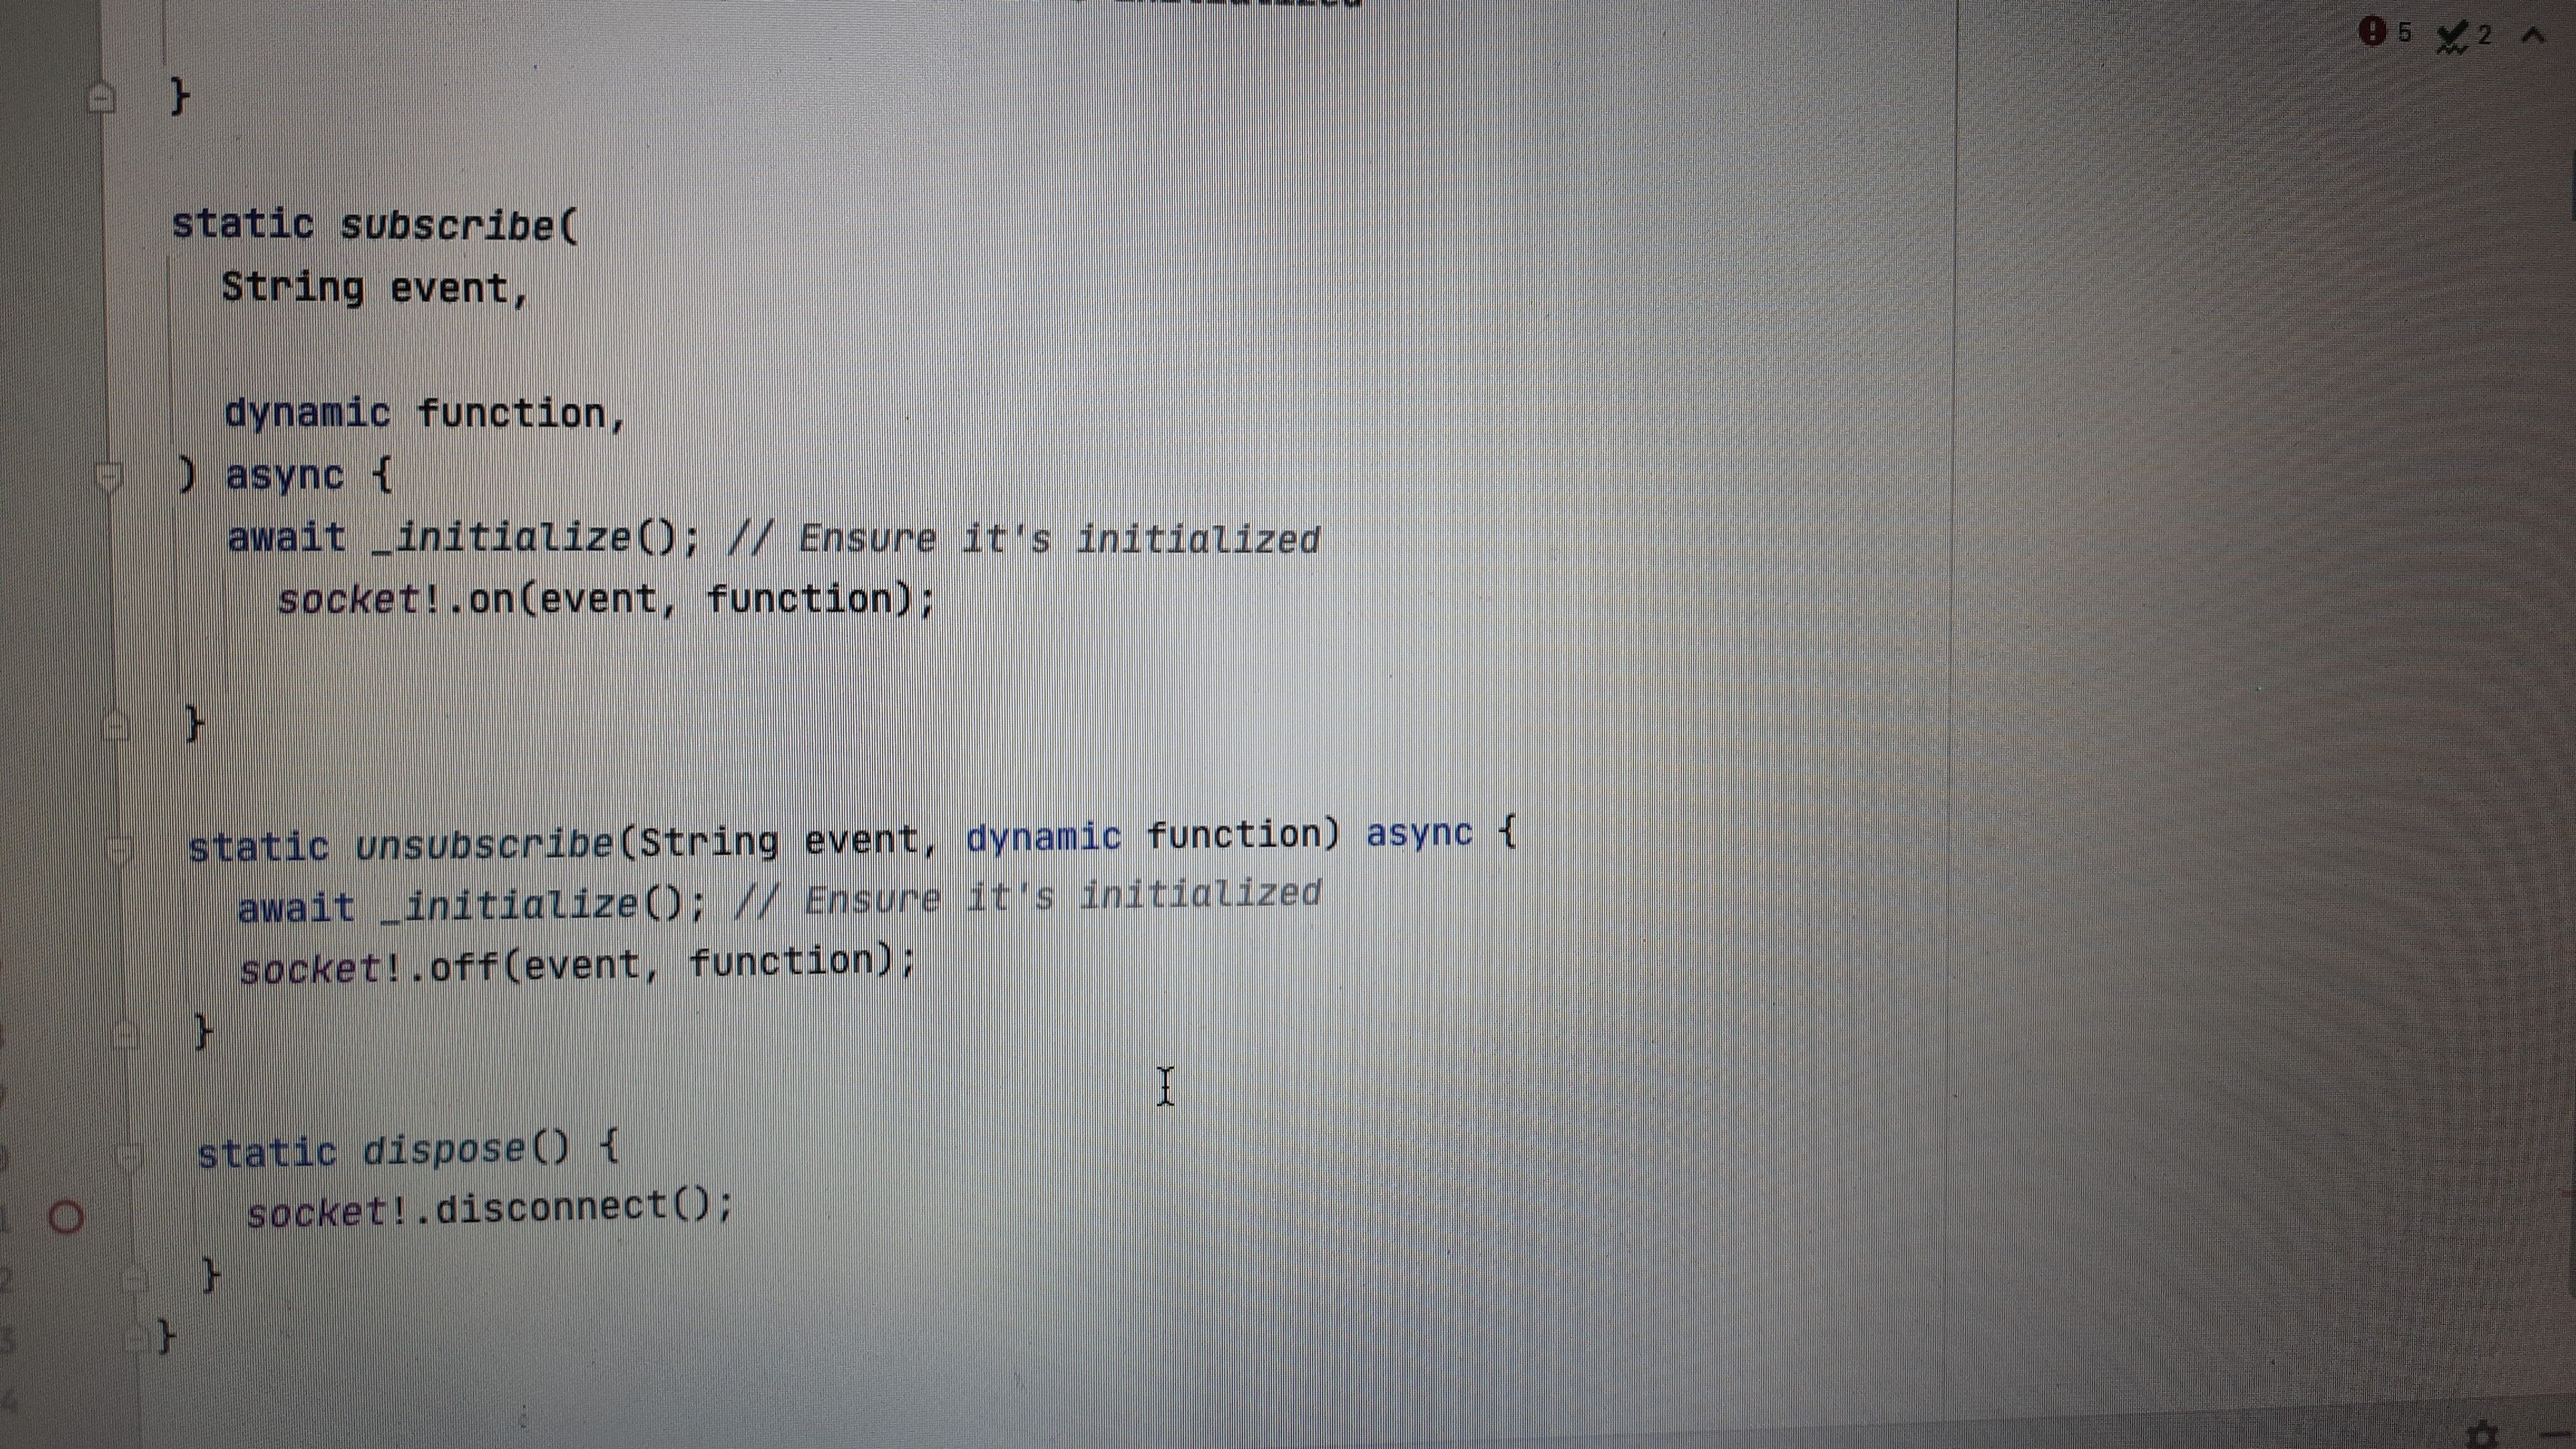 5 2
}
static subscribe(
String event,
dynamic function,
) async {
await _initialize(); // Ensure it's initialized
socket!.on(event, function);
}
static unsubscribe(String event, dynamic function) async {
await _initialize(); // Ensure it's initialized
socket!.off(event, function);
}
static dispose() {
socket!.disconnect();
}
}